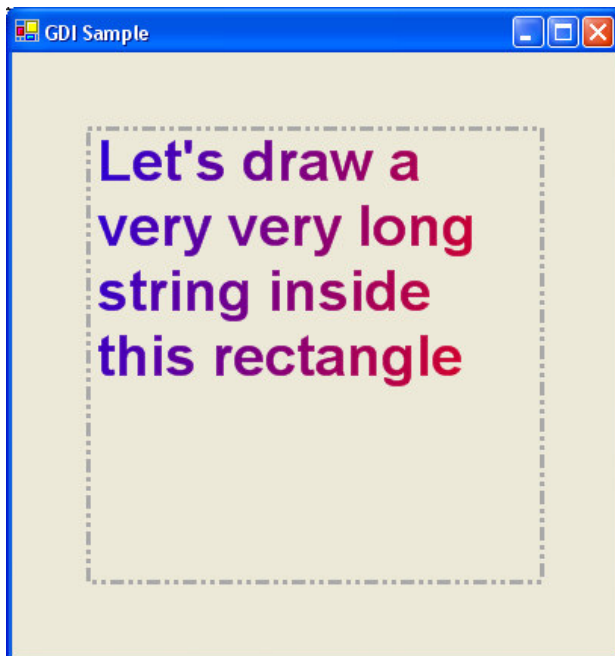 GDI Sample
Let's draw a
very very long
string inside
this rectangle